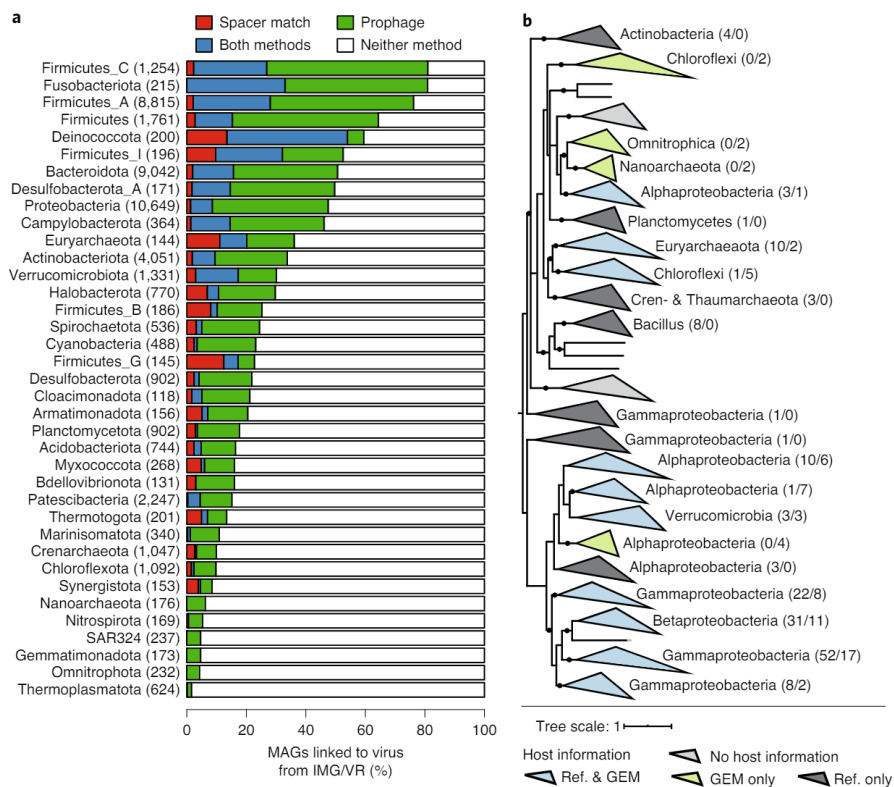 a
Spacer match
Prophage
Both methods
Neither method
Firmicutes_C (1,254)
Fusobacteriota (215)
Firmicutes_A (8,815)
Firmicutes (1,761)
Deinococcota (200)
Firmicutes_I (196)
Bacteroidota (9,042)
Desulfobacterota_A (171)
Proteobacteria (10,649)
Campylobacterota (364)
Euryarchaeota (144)
Actinobacteriota (4,051)
Verrucomicrobiota (1,331)
Halobacterota (770)
Firmicutes_B (186)
Spirochaetota (536)
Cyanobacteria (488)
Firmicutes_G (145)
Desulfobacterota (902)
Cloacimonadota (118)
Armatimonadota (156)
Planctomycetota (902)
Acidobacteriota (744)
Myxococcota (268)
Bdellovibrionota (131)
Patescibacteria (2,247)
Thermotogota (201)
Marinisomatota (340)
Crenarchaeota (1,047)
Chloroflexota (1,092)
Synergistota (153)
Nanoarchaeota (176)
Nitrospirota (169)
SAR324 (237)
Gemmatimonadota (173)
Omnitrophota (232)
Thermoplasmatota (624)
0 20 40 60 80 100
MAGs linked to virus
from IMG/VR (%)
b
Actinobacteria (4/0)
Chloroflexi (0/2)
Omnitrophica (0/2)
Nanoarchaeota (0/2)
Alphaproteobacteria (3/1)
Planctomycetes (1/0)
Euryarchaeaota (10/2)
Chloroflexi (1/5)
Cren- & Thaumarchaeota (3/0)
Bacillus (8/0)
Gammaproteobacteria (1/0)
Gammaproteobacteria (1/0)
Alphaproteobacteria (10/6)
Alphaproteobacteria (1/7)
Verrucomicrobia (3/3)
Alphaproteobacteria (0/4)
Alphaproteobacteria (3/0)
Gammaproteobacteria (22/8)
Betaproteobacteria (31/11)
Gammaproteobacteria (52/17)
Gammaproteobacteria (8/2)
Tree scale: 1
Host information
No host information
Ref. & GEM
GEM only
Ref. only